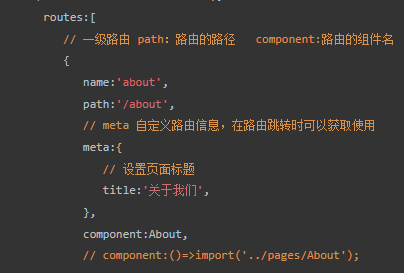 routes:[
// 一级路由 path: 路由的路径 component:路由的组件名
{
name:'about',
path:'/about',
// meta 自定义路由信息，在路由跳转时可以获取使用
meta:{
// 设置页面标题
title:'关于我们',
},
component:About,
// component:()=>import('../pages/About');